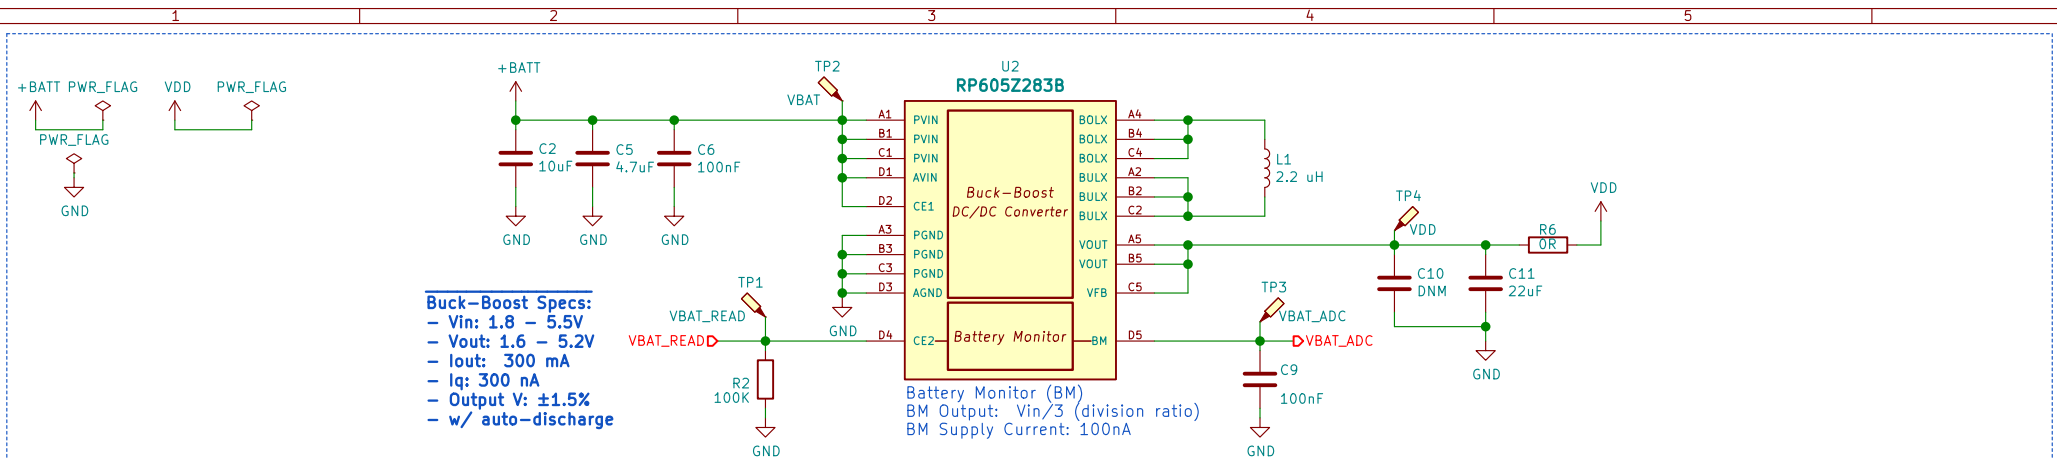 1 2 3 4 5
+BATT PWR_FLAG VDD PWR_FLAG
PWR_FLAG
GND
+BATT
C2
10uF
C5
4.7uF
C6
100nF
GND GND GND
TP2
VBAT
U2
RP605Z283B
A1 PVIN
B1 PVIN
C1 PVIN
D1 AVIN
D2 CE1
A3 PGND
B3 PGND
C3 PGND
D3 AGND
D4 CE2
Buck-Boost
DC/DC Converter
Battery Monitor
BOLX A4
BOLX B4
BOLX C4
BULX A2
BULX B2
BULX C2
VOUT A5
VOUT B5
VFB C5
BM D5
GND
L1
2.2 uH
TP4
VDD
R6
0R
VDD
C10
DNM
C11
22uF
GND
TP1
VBAT_READ
VBAT_READ
R2
100K
GND
TP3
VBAT_ADC
VBAT_ADC
C9
100nF
GND
Buck-Boost Specs:
- Vin: 1.8 - 5.5V
- Vout: 1.6 - 5.2V
- Iout: 300 mA
- Iq: 300 nA
- Output V: ±1.5%
- w/ auto-discharge
Battery Monitor (BM)
BM Output: Vin/3 (division ratio)
BM Supply Current: 100nA